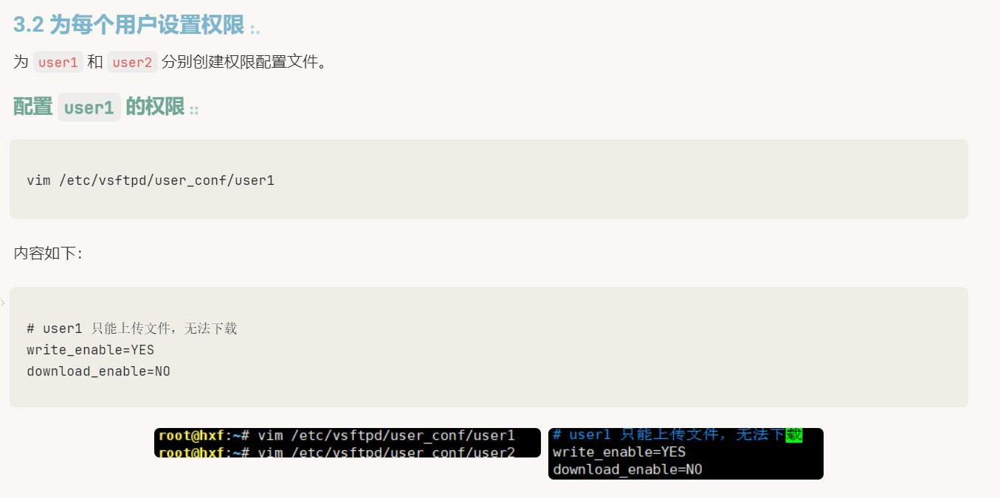 3.2 为每个用户设置权限
为 user1 和 user2 分别创建权限配置文件。
配置 user1 的权限
vim /etc/vsftpd/user_conf/user1
内容如下：
# user1 只能上传文件，无法下载
write_enable=YES
download_enable=NO
root@hxf:~# vim /etc/vsftpd/user_conf/user1
root@hxf:~# vim /etc/vsftpd/user_conf/user2
# user1 只能上传文件，无法下载
write_enable=YES
download_enable=NO